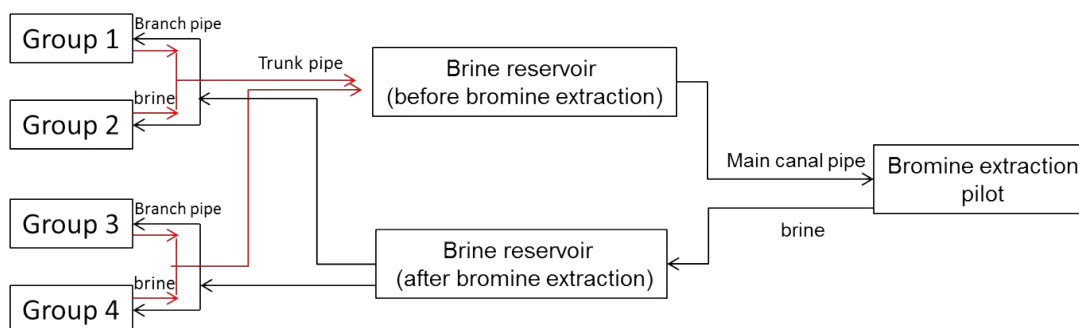 Branch pipe
Group 1
Trunk pipe
Brine reservoir
(before bromine extraction)
brine
Group 2
Main canal pipe
Bromine extraction
pilot
Branch pipe
Group 3
brine
Brine reservoir
(after bromine extraction)
brine
Group 4